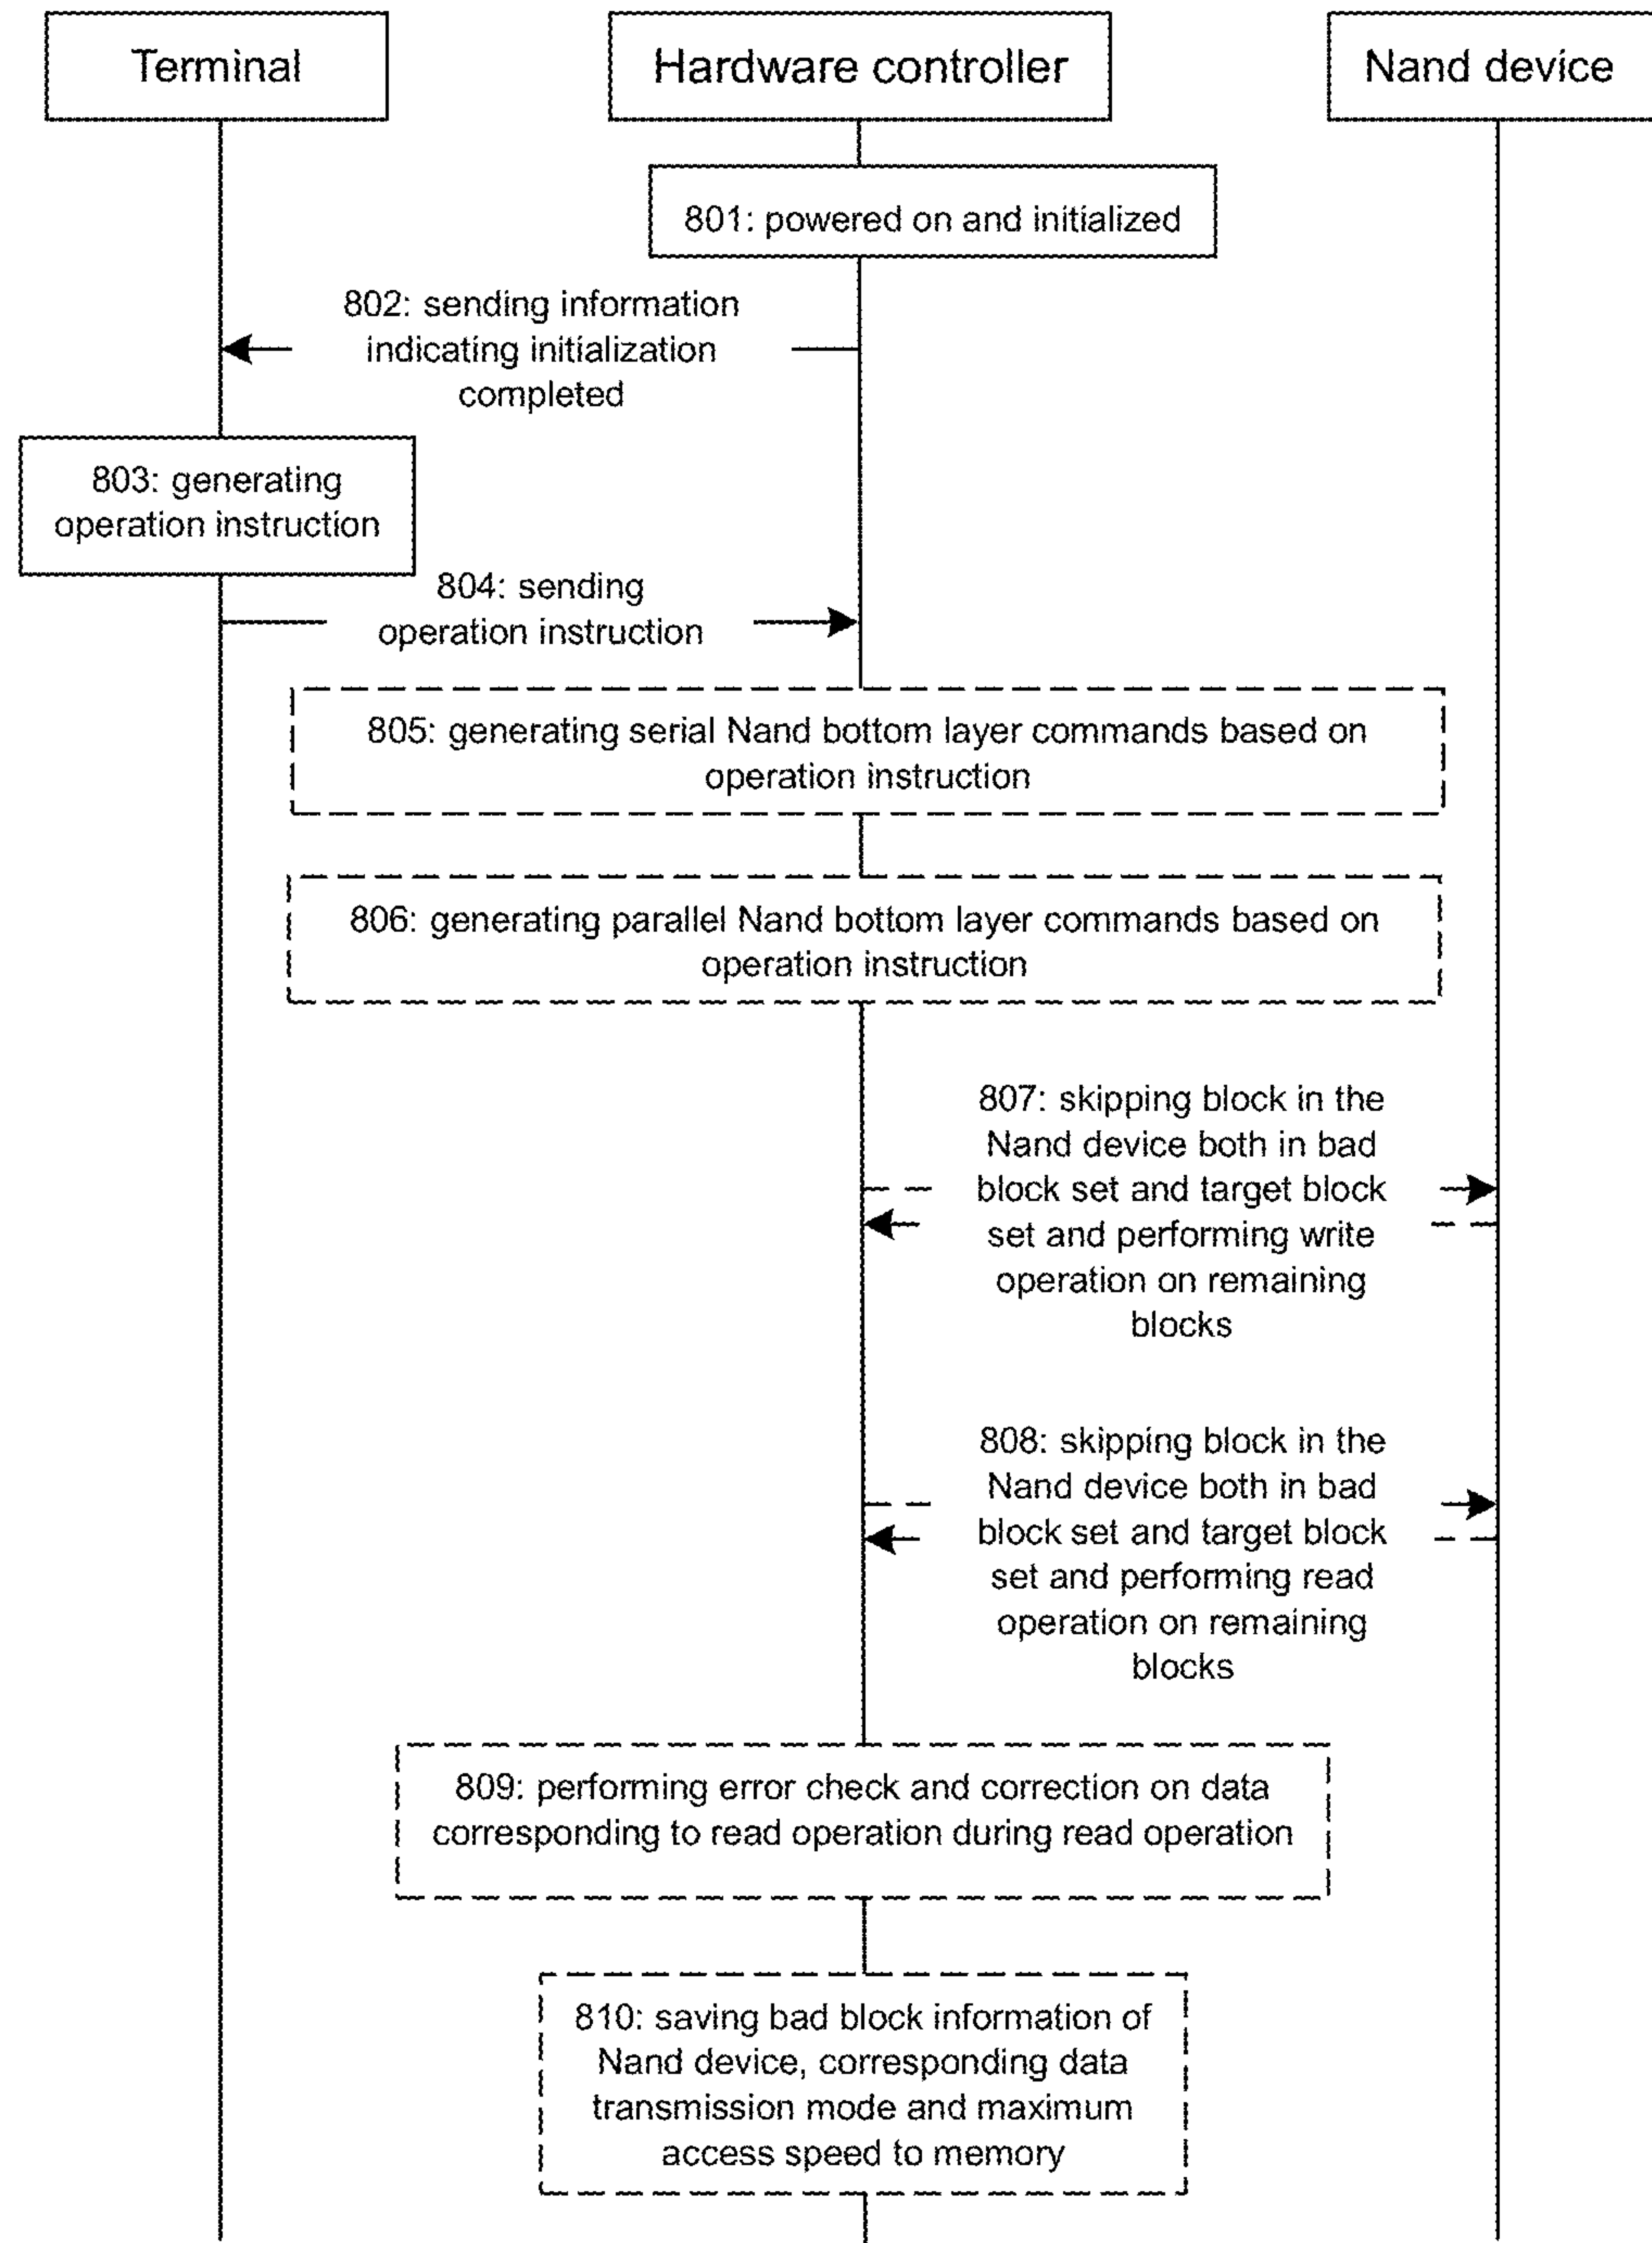 Terminal
Hardware controller
Nand device
801: powered on and initialized
802: sending information
indicating initialization
completed
803: generating
operation instruction
804: sending
operation instruction
805: generating serial Nand bottom layer commands based on
operation instruction
806: generating parallel Nand bottom layer commands based on
operation instruction
807: skipping block in the
Nand device both in bad
block set and target block
set and performing write
operation on remaining
blocks
808: skipping block in the
Nand device both in bad
block set and target block
set and performing read
operation on remaining
blocks
809: performing error check and correction on data
corresponding to read operation during read operation
810: saving bad block information of
Nand device, corresponding data
transmission mode and maximum
access speed to memory